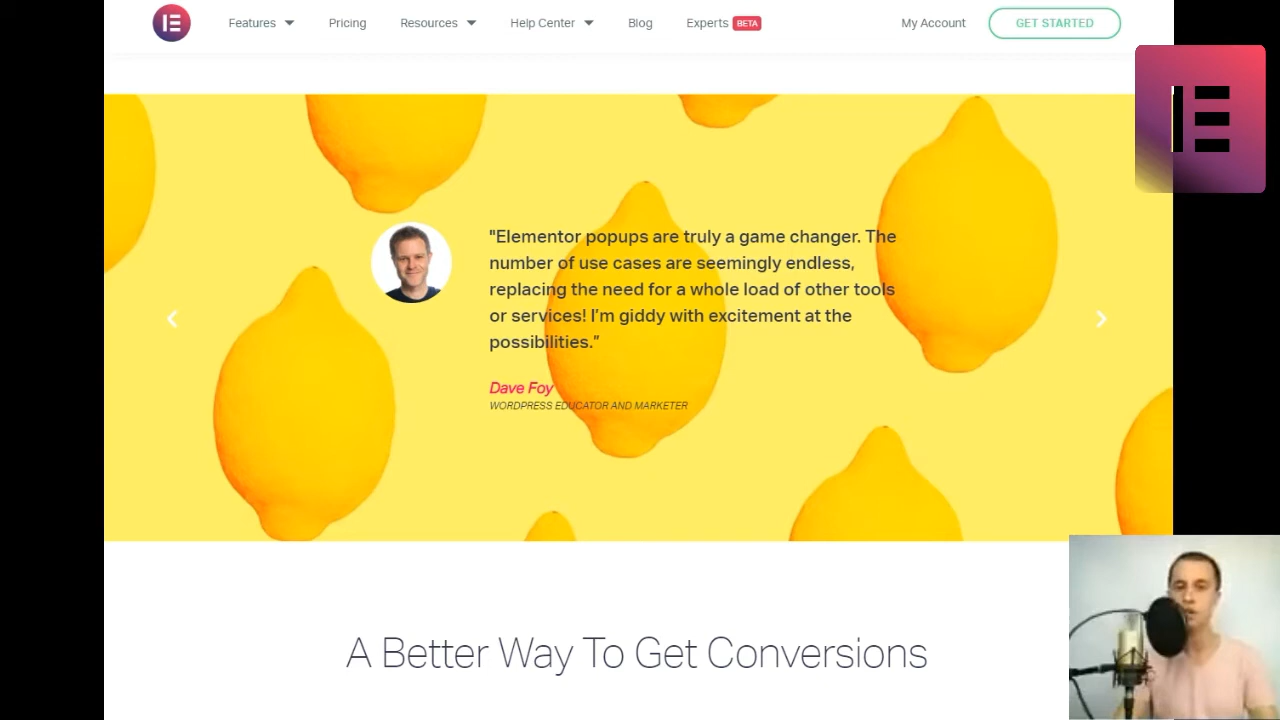 Features Pricing Resources Help Center Blog Experts BETA My Account GET STARTED
"Elementor popups are truly a game changer. The
number of use cases are seemingly endless,
replacing the need for a whole load of other tools
or services! I'm giddy with excitement at the
possibilities."
Dave Foy
WORDPRESS EDUCATOR AND MARKETER
A Better Way To Get Conversions